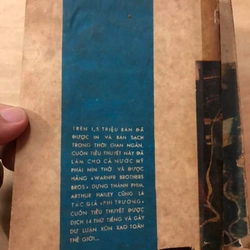 TRÊN 1,5 TRIỆU BẢN ĐÃ
ĐƯỢC IN VÀ BÁN SẠCH
TRONG THỜI GIAN NGẮN.
CUỐN TIỂU THUYẾT NÀY ĐÃ
LÀM CHO CẢ NƯỚC MỸ
PHẢI NÍN THỞ VÀ ĐƯỢC
HÃNG «WARNER BROTHERS
BROS» DỰNG THÀNH PHIM.
ARTHUR HAILEY CŨNG LÀ
TÁC GIẢ «PHI TRƯỜNG»
CUỐN TIỂU THUYẾT ĐƯỢC
DỊCH 14 THỨ TIẾNG VÀ GÂY
DƯ LUẬN XÔN XAO TOÀN
THẾ GIỚI...